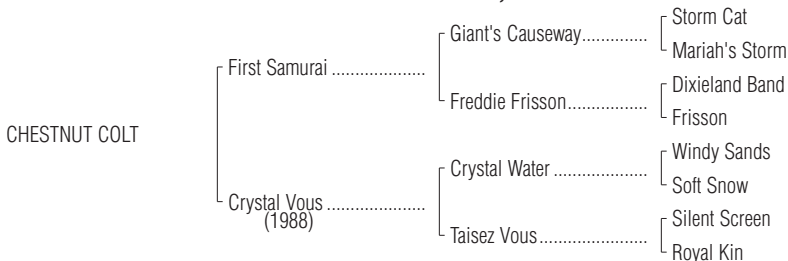 Storm Cat
Giant's Causeway..............
Mariah's Storm
First Samurai ....................
Dixieland Band
Freddie Frisson.................
Frisson
CHESTNUT COLT
Windy Sands
Crystal Water ....................
Soft Snow
Crystal Vous .....................
(1988)
Silent Screen
Taisez Vous.......................
Royal Kin